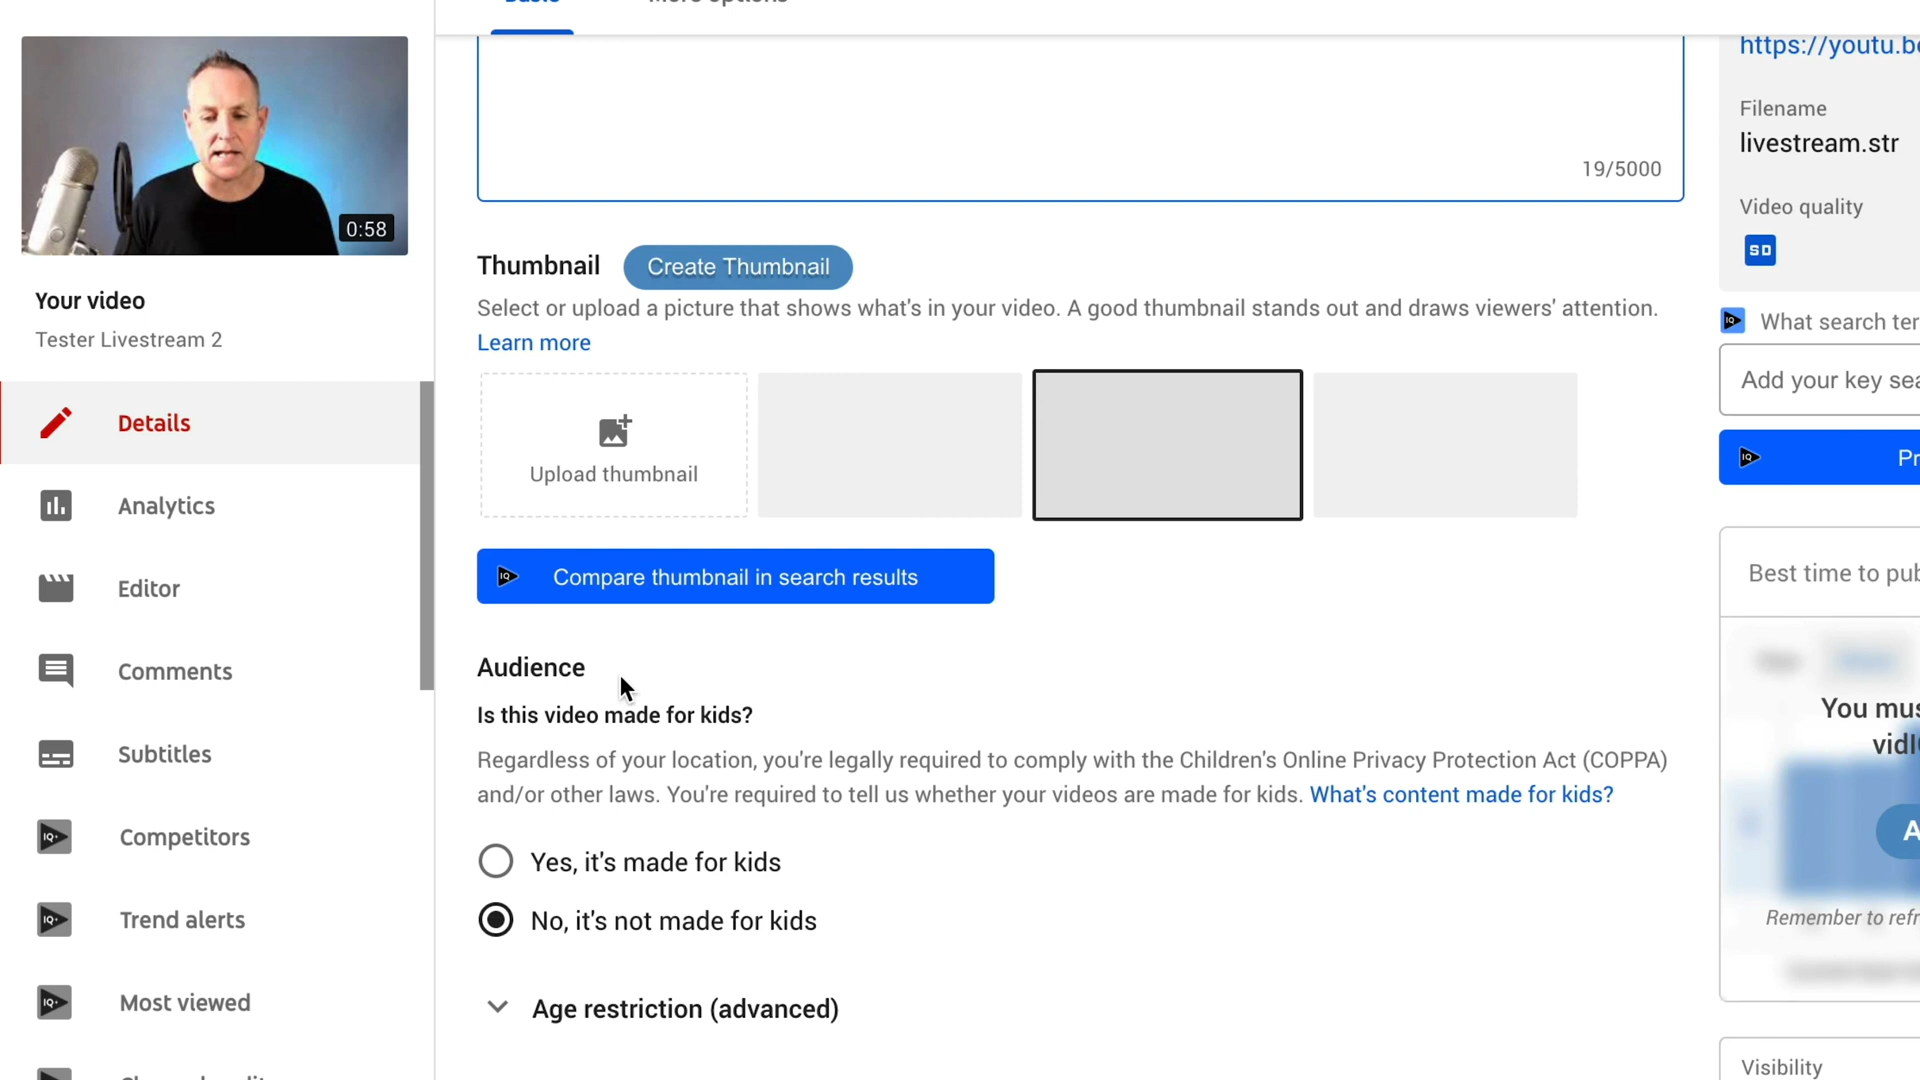 0:58
Your video
Tester Livestream 2
Details
Analytics
Editor
Comments
Subtitles
Competitors
Trend alerts
Most viewed
Basic
More options
19/5000
Thumbnail
Create Thumbnail
Select or upload a picture that shows what's in your video. A good thumbnail stands out and draws viewers' attention.
Learn more
Upload thumbnail
Compare thumbnail in search results
Audience
Is this video made for kids?
Regardless of your location, you're legally required to comply with the Children's Online Privacy Protection Act (COPPA)
and/or other laws. You're required to tell us whether your videos are made for kids. What's content made for kids?
Yes, it's made for kids
No, it's not made for kids
Age restriction (advanced)
https://youtu.be
Filename
livestream.str
Video quality
SD
What search ter
Add your key sea
Pr
Best time to pub
You mus
vidI
A
Remember to refr
Visibility